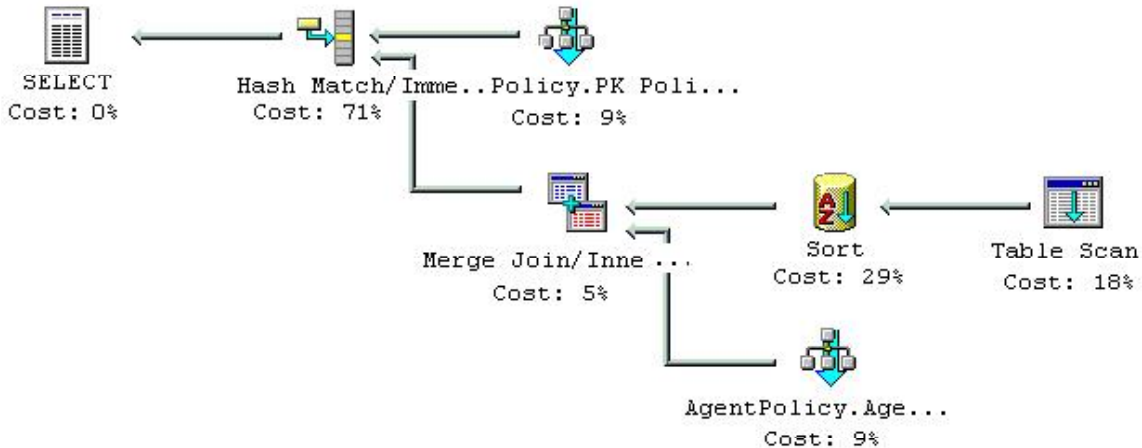 SELECT
Cost: 0%
Hash Match/Imme..
Cost: 71%
Policy.PK Poli...
Cost: 9%
Merge Join/Inne ...
Cost: 5%
Sort
Cost: 29%
Table Scan
Cost: 18%
AgentPolicy.Age...
Cost: 9%